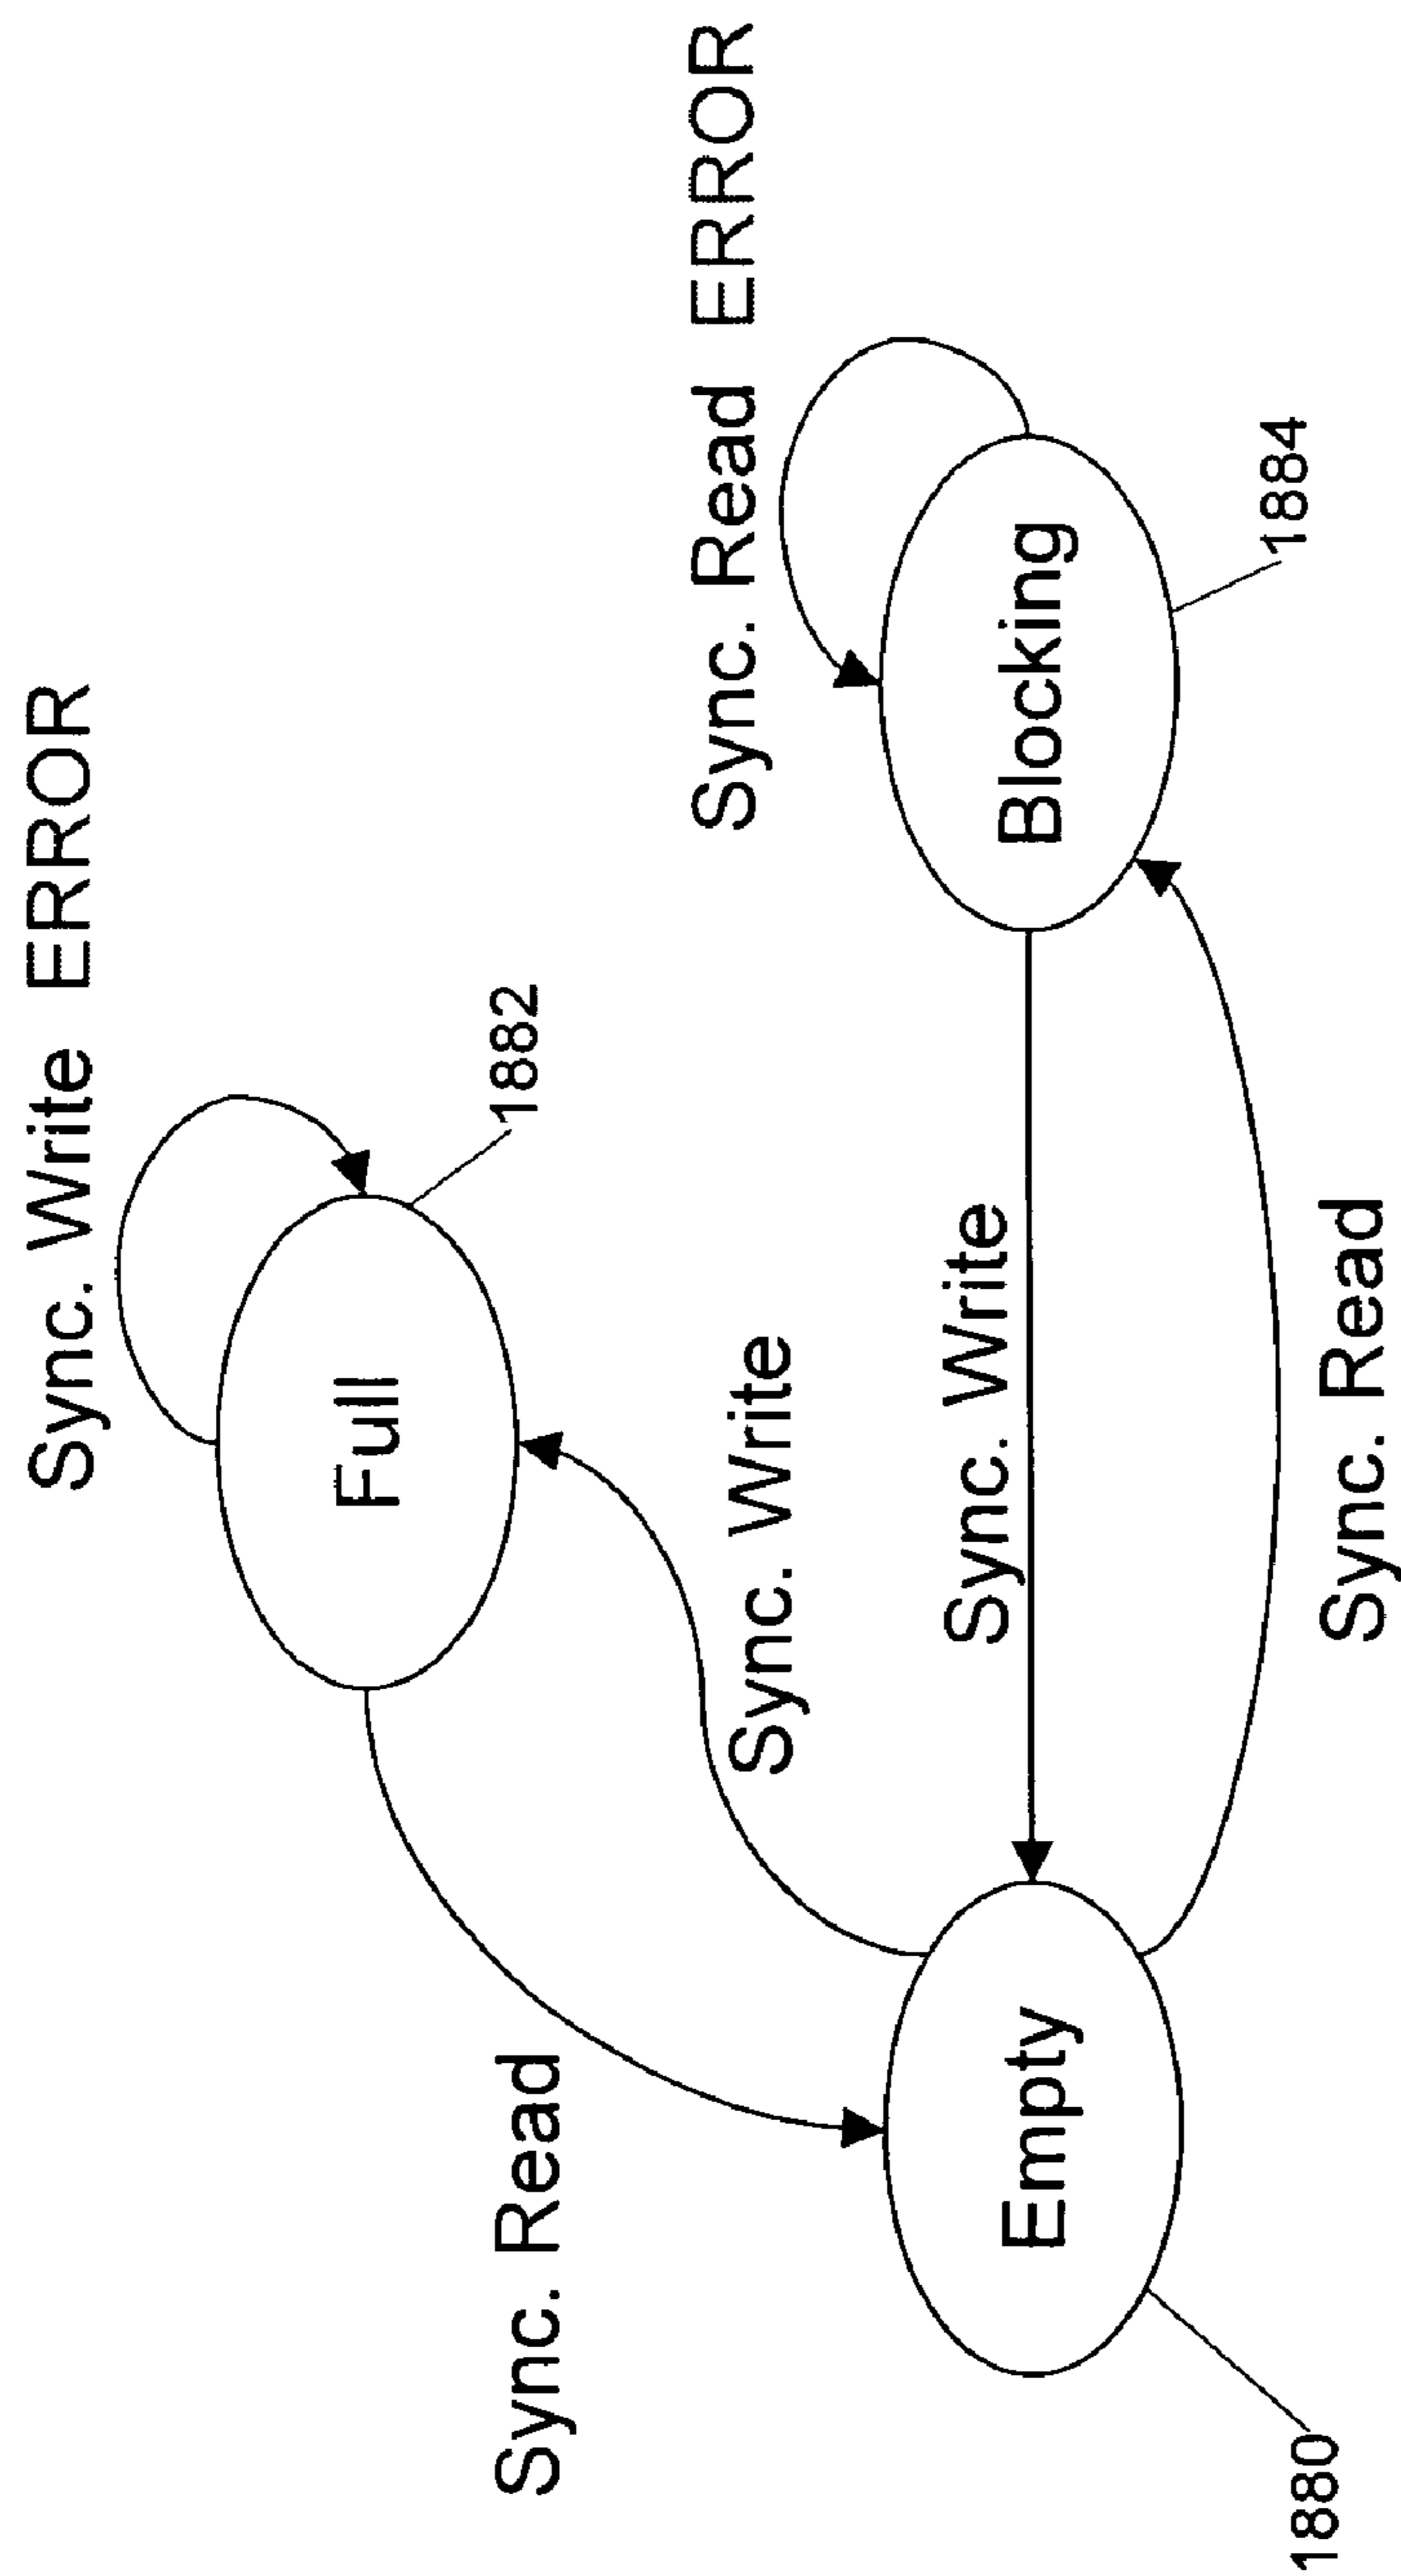 Sync. Write ERROR
1882
Full
Sync. Read
Sync. Write
Sync. Read ERROR
Sync. Write
Empty
Blocking
1884
1880
Sync. Read